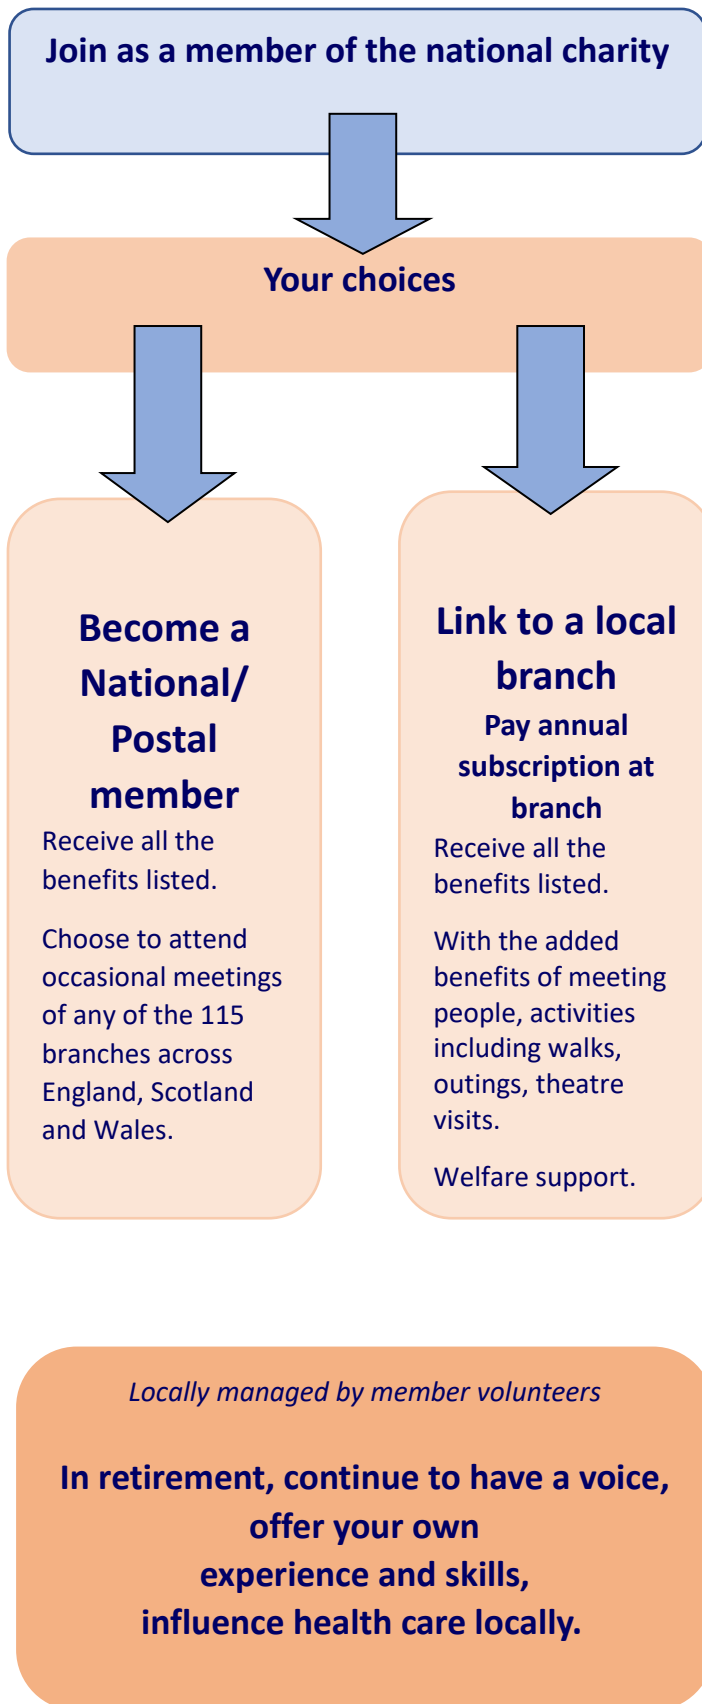 Join as a member of the national charity
Your choices
Become a
National/
Postal
member
Receive all the
benefits listed.
Choose to attend
occasional meetings
of any of the 115
branches across
England, Scotland
and Wales.
Link to a local
branch
Pay annual
subscription at
branch
Receive all the
benefits listed.
With the added
benefits of meeting
people, activities
including walks,
outings, theatre
visits.
Welfare support.
Locally managed by member volunteers
In retirement, continue to have a voice,
offer your own
experience and skills,
influence health care locally.